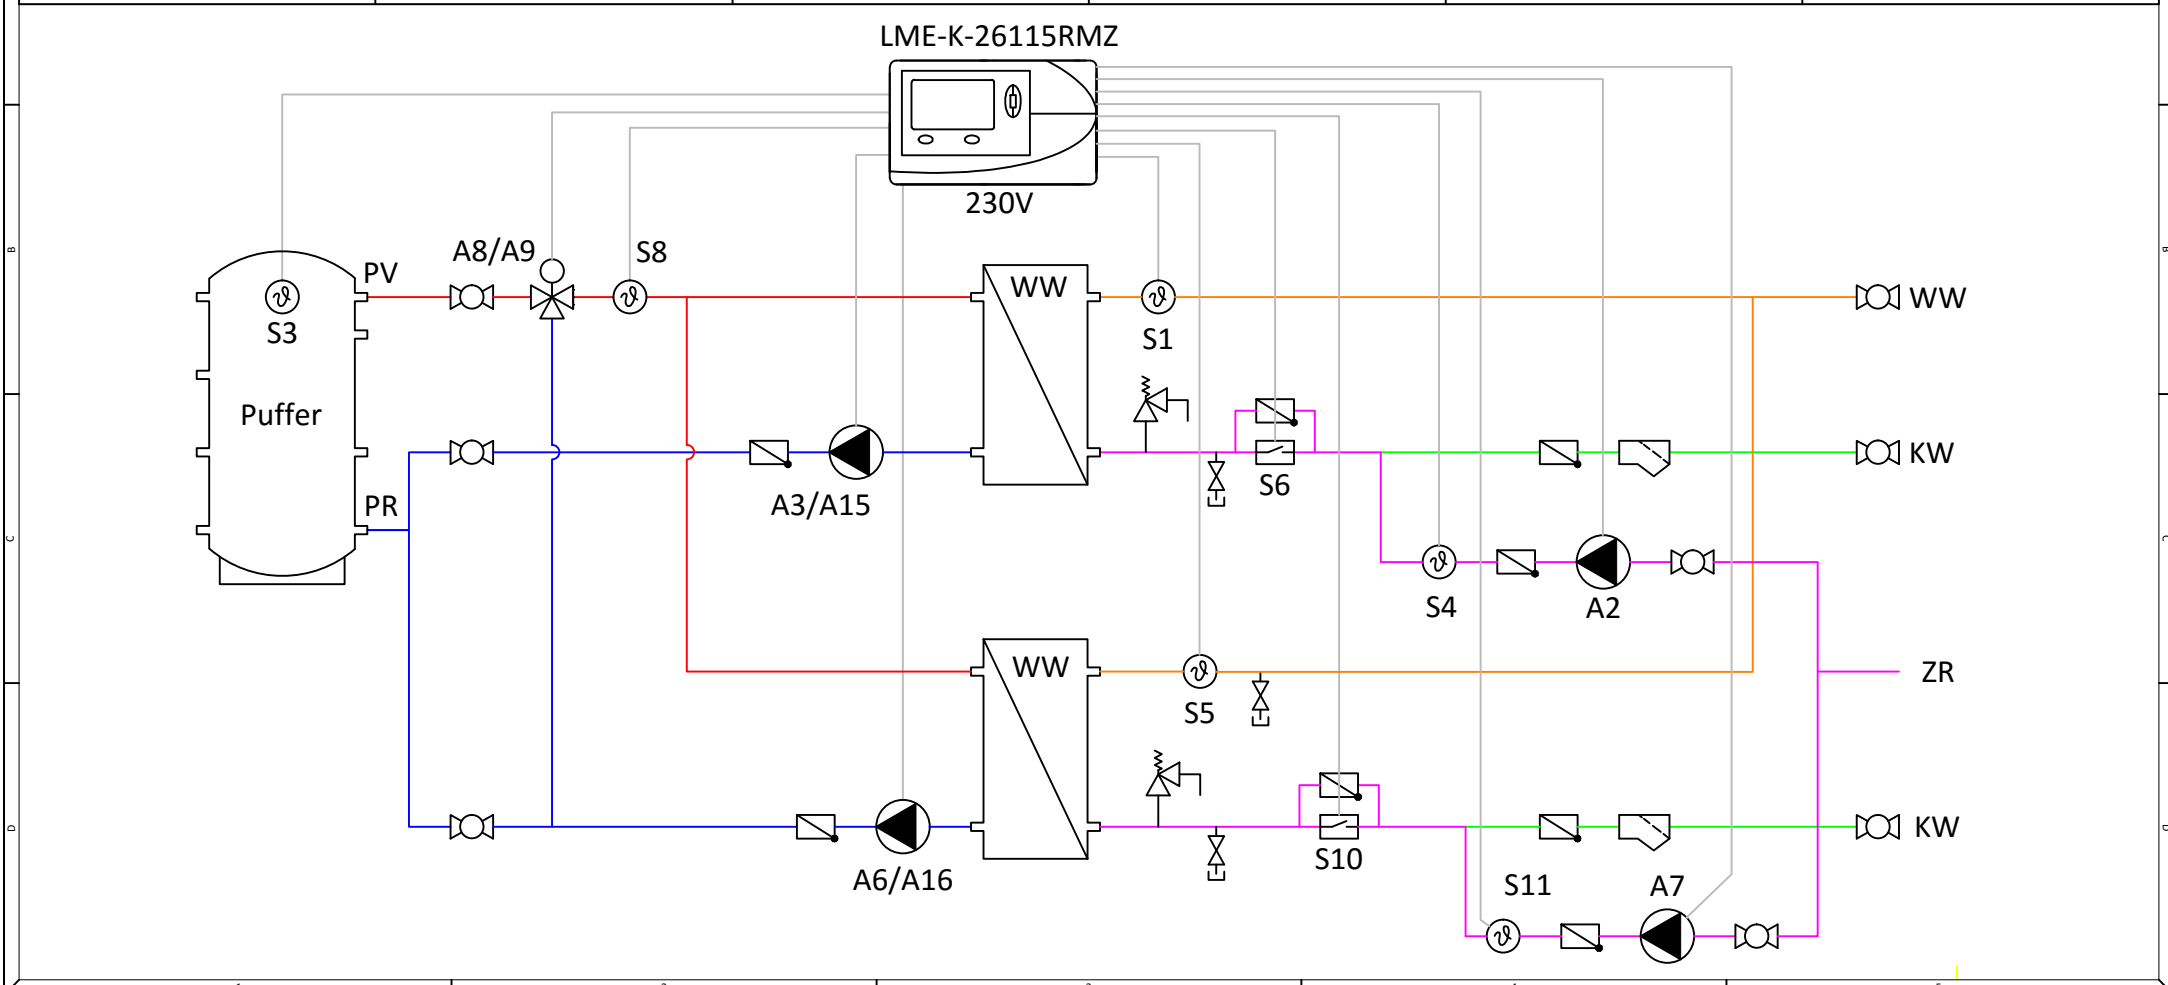 LME-K-26115RMZ
230V
A8/A9
S8
PV
WW
S1
WW
S3
Puffer
PR
A3/A15
S6
KW
S4
A2
WW
S5
ZR
A6/A16
S10
KW
S11
A7
B
C
D